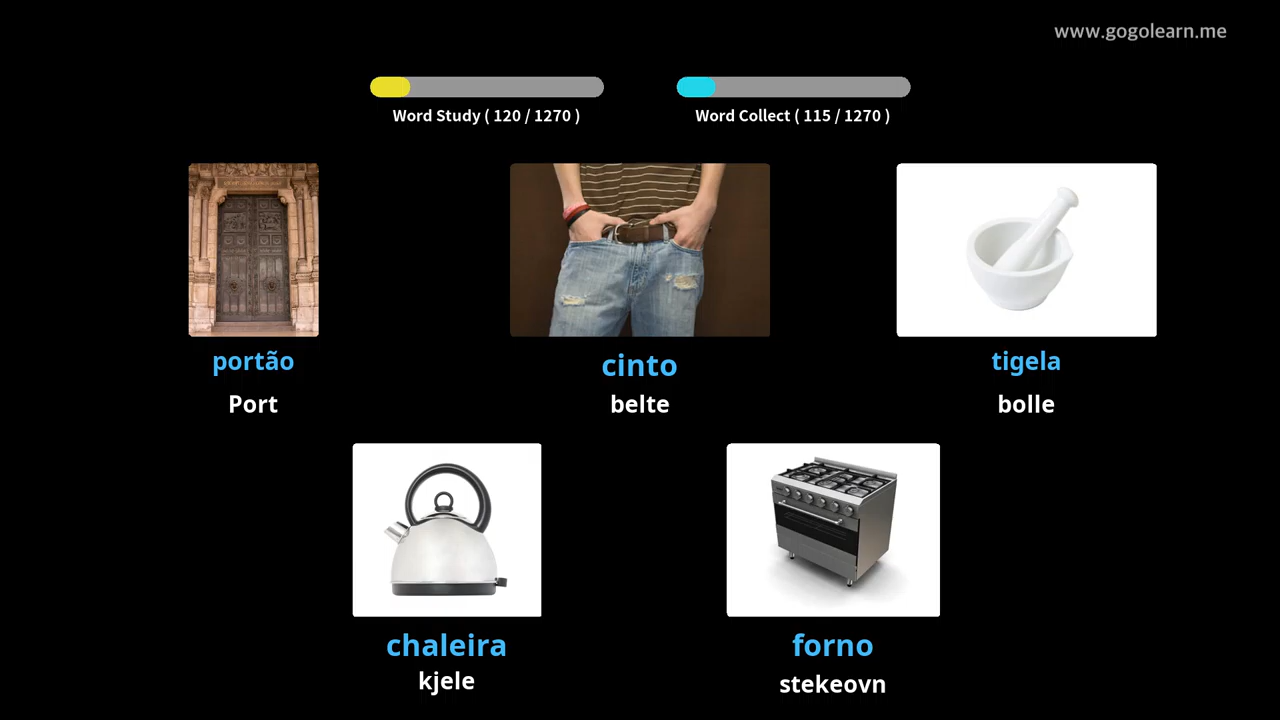 www.gogolearn.me
Word Study ( 120 / 1270 )
Word Collect ( 115 / 1270 )
portão
cinto
tigela
Port
belte
bolle
chaleira
forno
kjele
stekeovn